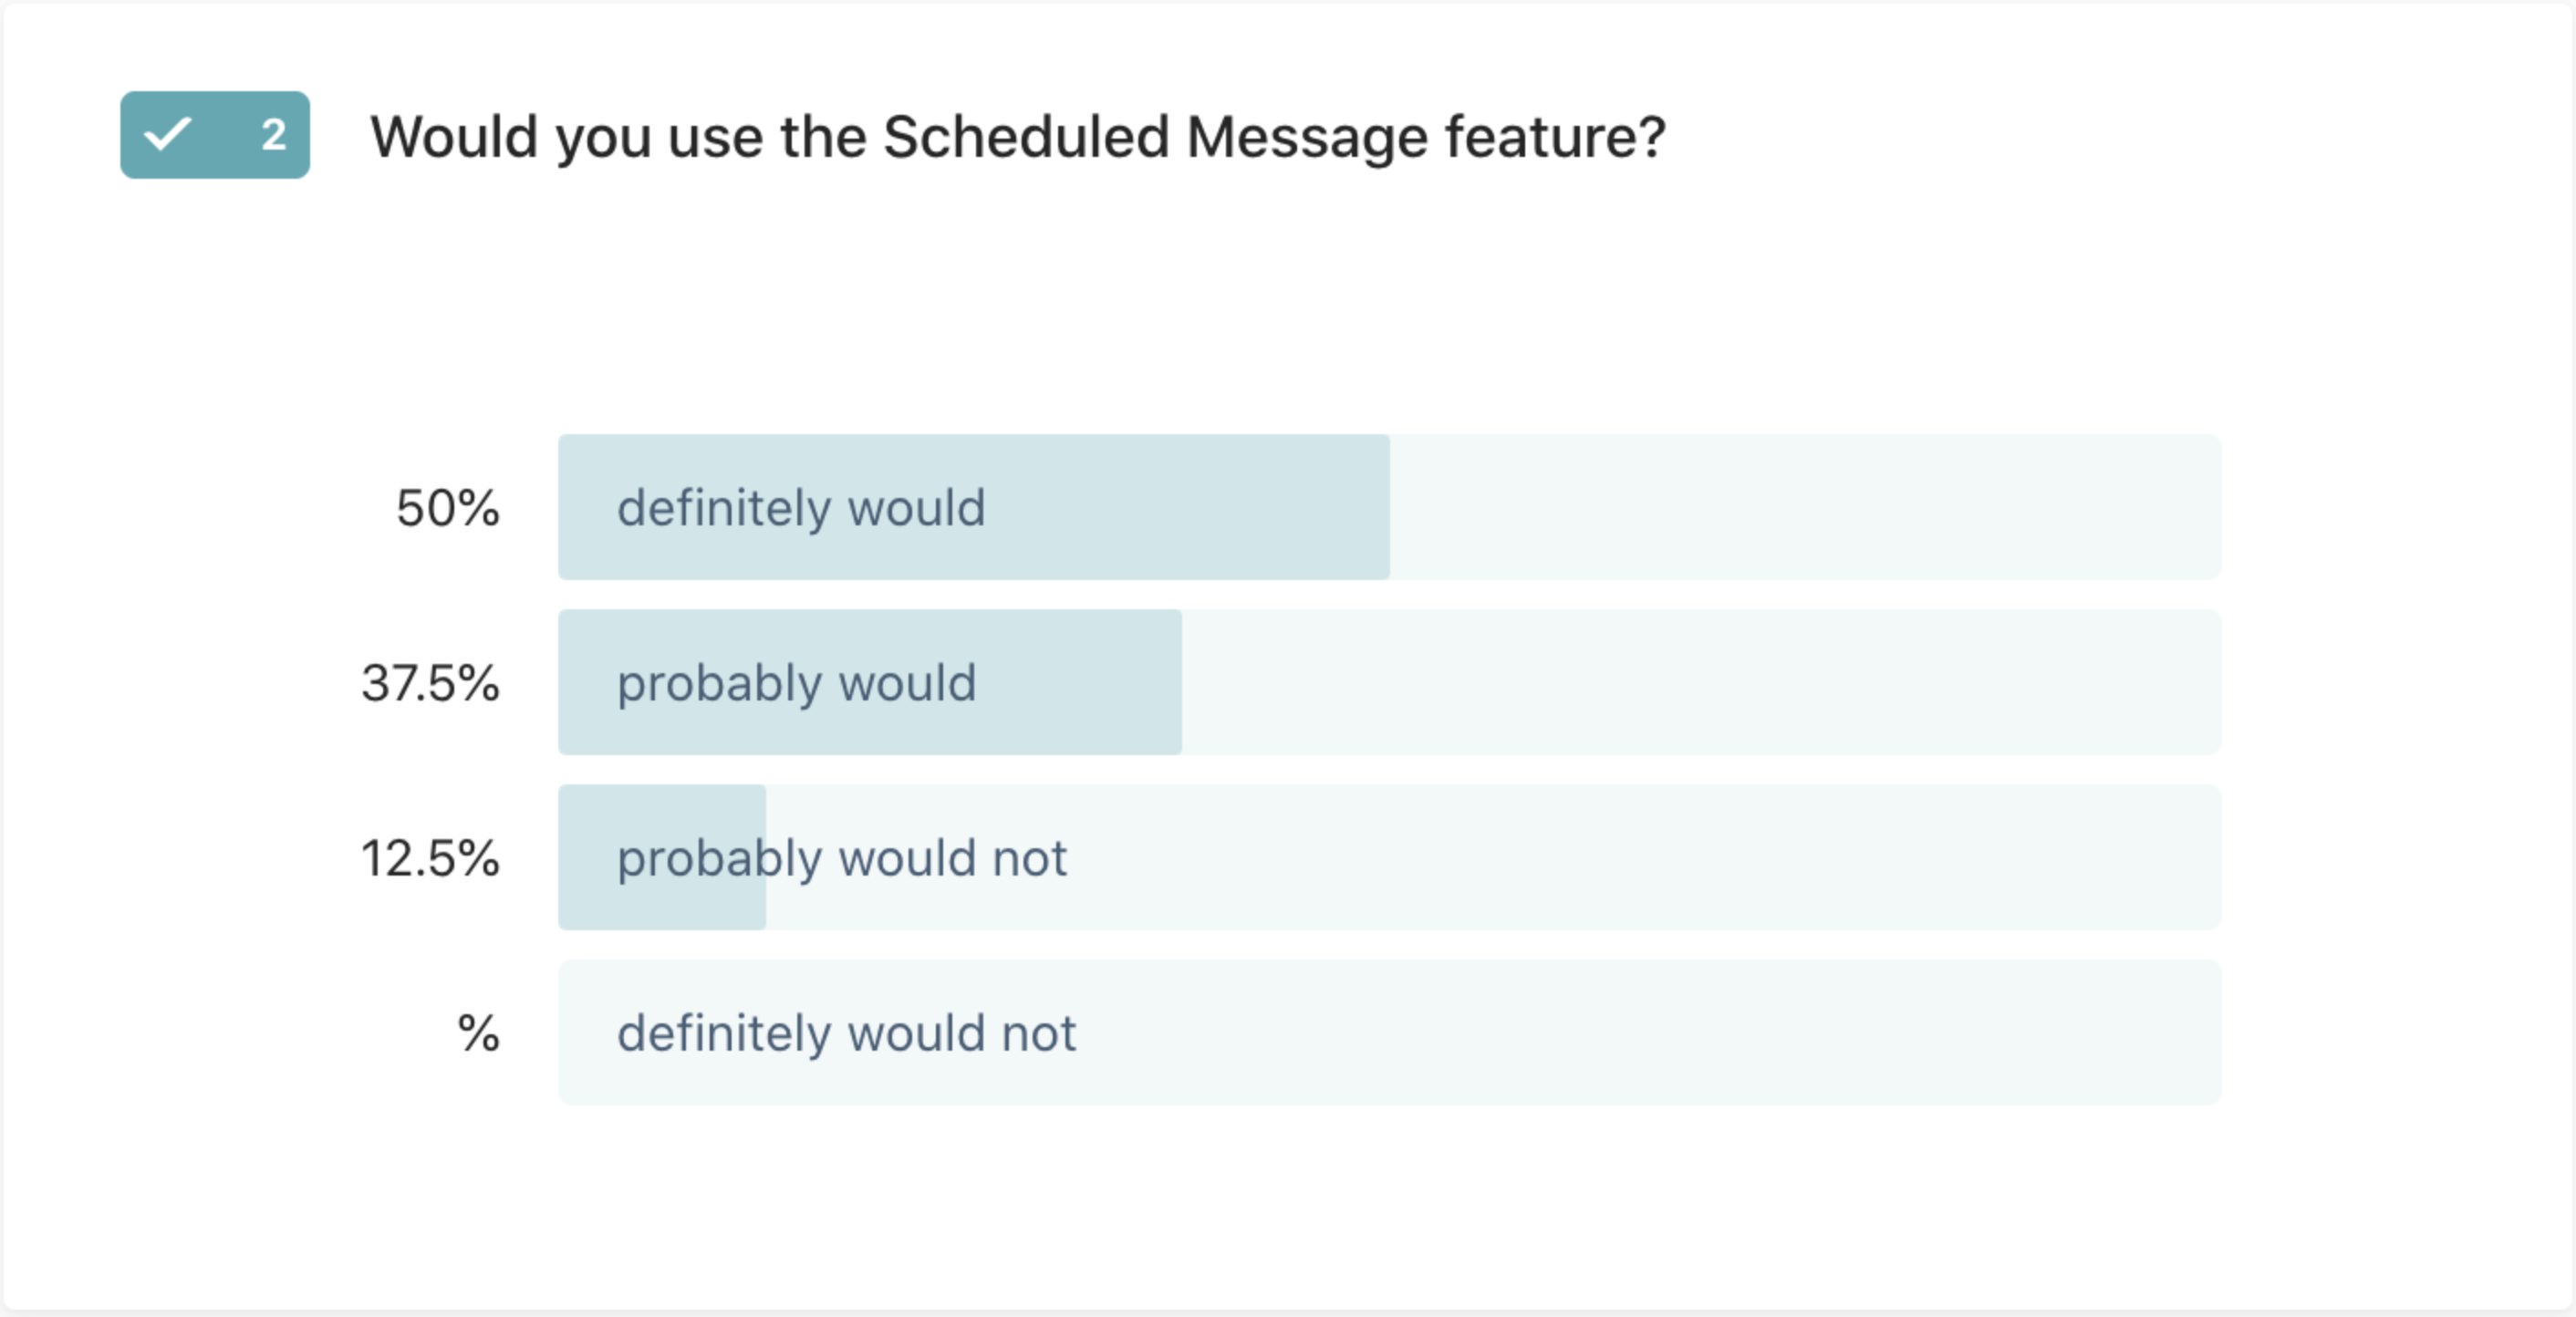 2 Would you use the Scheduled Message feature?
50% definitely would
37.5% probably would
12.5% probably would not
% definitely would not